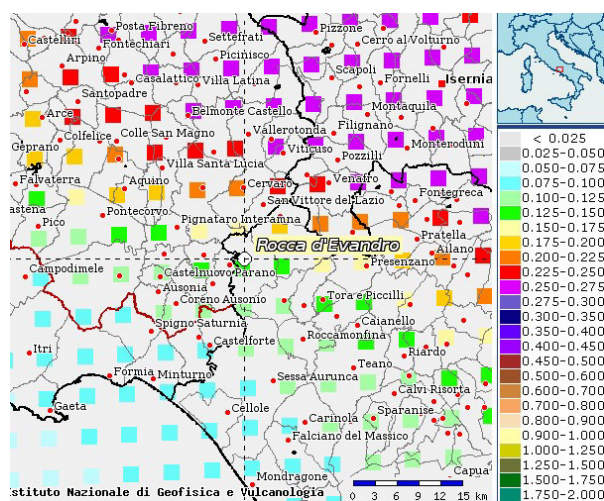 Posta Fibreno
Settefrati
Pizzone
Castelliri
Fontechiari
Cerro al Volturno
Arpino
Picinisco
Scapoli
Casalattico
Villa Latina
Fornelli
Isernia
Santopadre
Arce
Belmonte Castello
Montaquila
Colle San Magno
Filignano
Colfelice
Vallerotonda
Geprano
Viticuso
Monteroduni
Villa Santa Lucia
Pozzilli
Falvaterra
Aquino
Cervaro
Venafro
Fontegreca
astena
Pontecorvo
San Vittore del Lazio
Pico
Pignataro Interamna
Pratella
Rocca d'Evandro
Ailano
Campodimele
Castelnuovo Parano
Presenzano
Ausonia
Coreno Ausonio
Tora e Piccilli
Spigno Saturnia
Caianello
Castelforte
Roccamonfina
Itri
Riardo
Teano
Formia
Minturno
Sessa Aurunca
Calvi Risorta
Gaeta
Cellole
Carinola
Sparanise
Falciano del Massico
Mondragone
Capua
stituto Nazionale di Geofisica e Vulcanologia
0 3 6 9 12 15 km
< 0.025
0.025-0.050
0.050-0.075
0.075-0.100
0.100-0.125
0.125-0.150
0.150-0.175
0.175-0.200
0.200-0.225
0.225-0.250
0.250-0.275
0.275-0.300
0.300-0.350
0.350-0.400
0.400-0.450
0.450-0.500
0.500-0.600
0.600-0.700
0.700-0.800
0.800-0.900
0.900-1.000
1.000-1.250
1.250-1.500
1.500-1.750
1.750-2.000